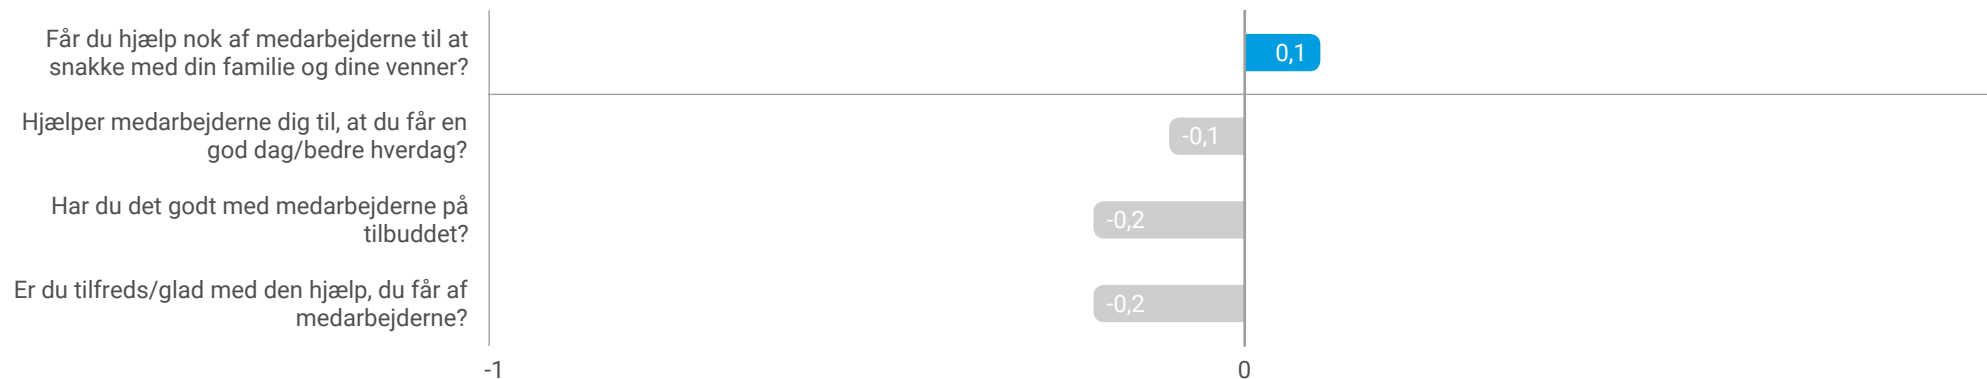 Får du hjælp nok af medarbejderne til at
snakke med din familie og dine venner?
0,1
Hjælper medarbejderne dig til, at du får en
god dag/bedre hverdag?
-0,1
Har du det godt med medarbejderne på
tilbuddet?
-0,2
Er du tilfreds/glad med den hjælp, du får af
medarbejderne?
-0,2
-1 0